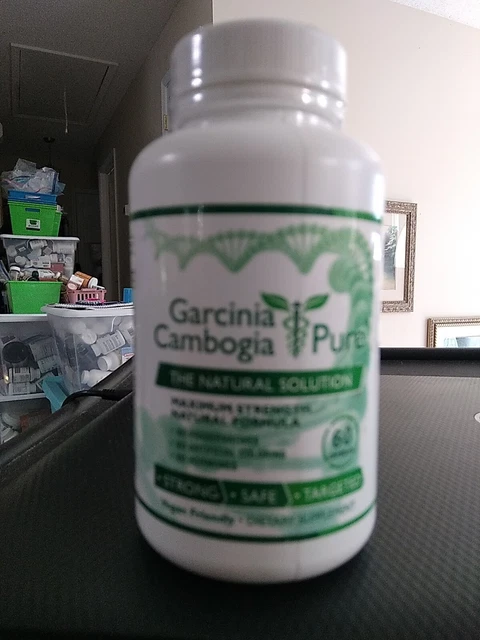 Garcinia
Cambogia Pure
THE NATURAL SOLUTION
MAXIMUM STRENGTH
NATURAL FORMULA
60
STRONG • SAFE • TARGETED
Vegan Friendly • DIETARY SUPPLEMENT